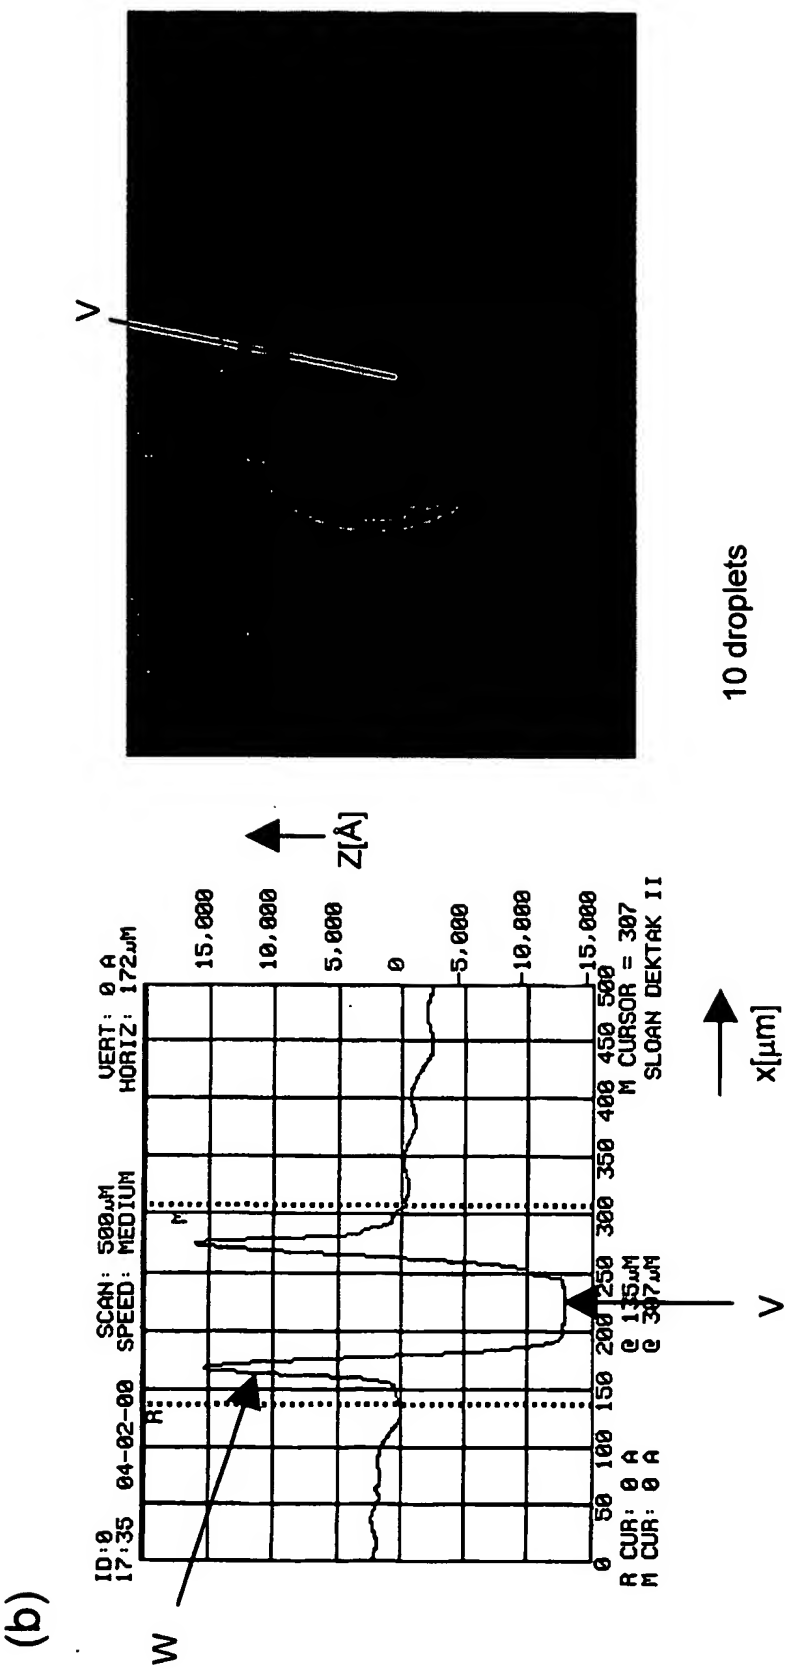 (b)
ID:0 SCAN: 500µM VERT: 0 A
17:35 04-02-00 SPEED: MEDIUM HORIZ: 172µM
R
M
15,000
10,000
5,000
0
-5,000
-10,000
-15,000
0 50 100 150 200 250 300 350 400 450 500
R CUR: 0 A @ 135µM M CURSOR = 307
M CUR: 0 A @ 307µM SLOAN DEKTAK II
W
V
X[µm]
Z[Å]
V
10 droplets